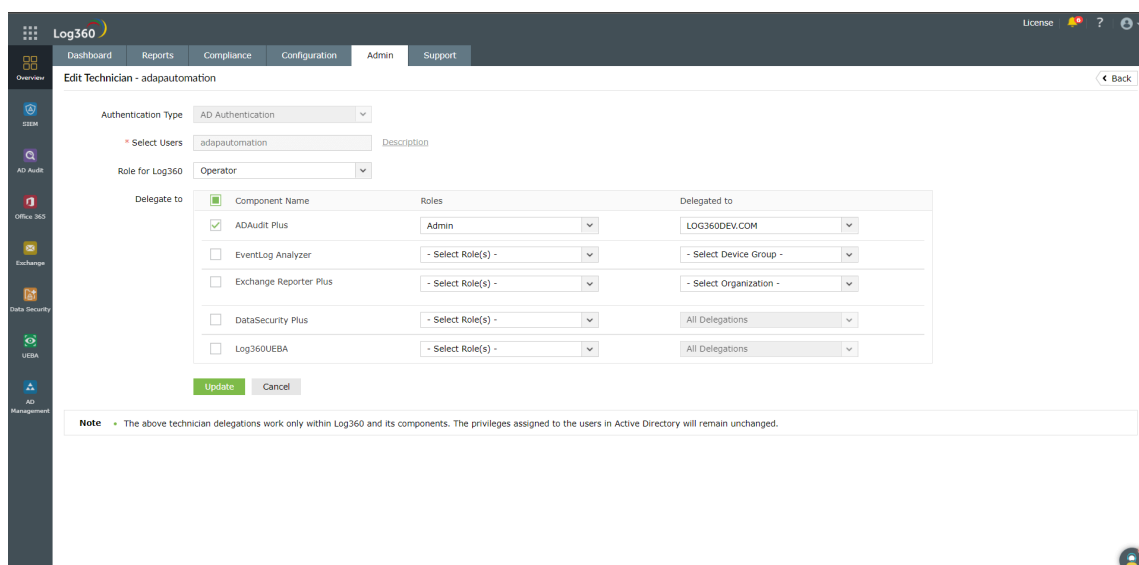 Log360
License 6 ?
Dashboard Reports Compliance Configuration Admin Support
Overview
Edit Technician - adapautomation
Back
SIEM
AD Audit
Office 365
Exchange
Data Security
UEBA
AD
Management
Authentication Type AD Authentication
* Select Users adapautomation Description
Role for Log360 Operator
Delegate to Component Name Roles Delegated to
ADAudit Plus Admin LOG360DEV.COM
EventLog Analyzer - Select Role(s) - - Select Device Group -
Exchange Reporter Plus - Select Role(s) - - Select Organization -
DataSecurity Plus - Select Role(s) - All Delegations
Log360UEBA - Select Role(s) - All Delegations
Update Cancel
Note • The above technician delegations work only within Log360 and its components. The privileges assigned to the users in Active Directory will remain unchanged.